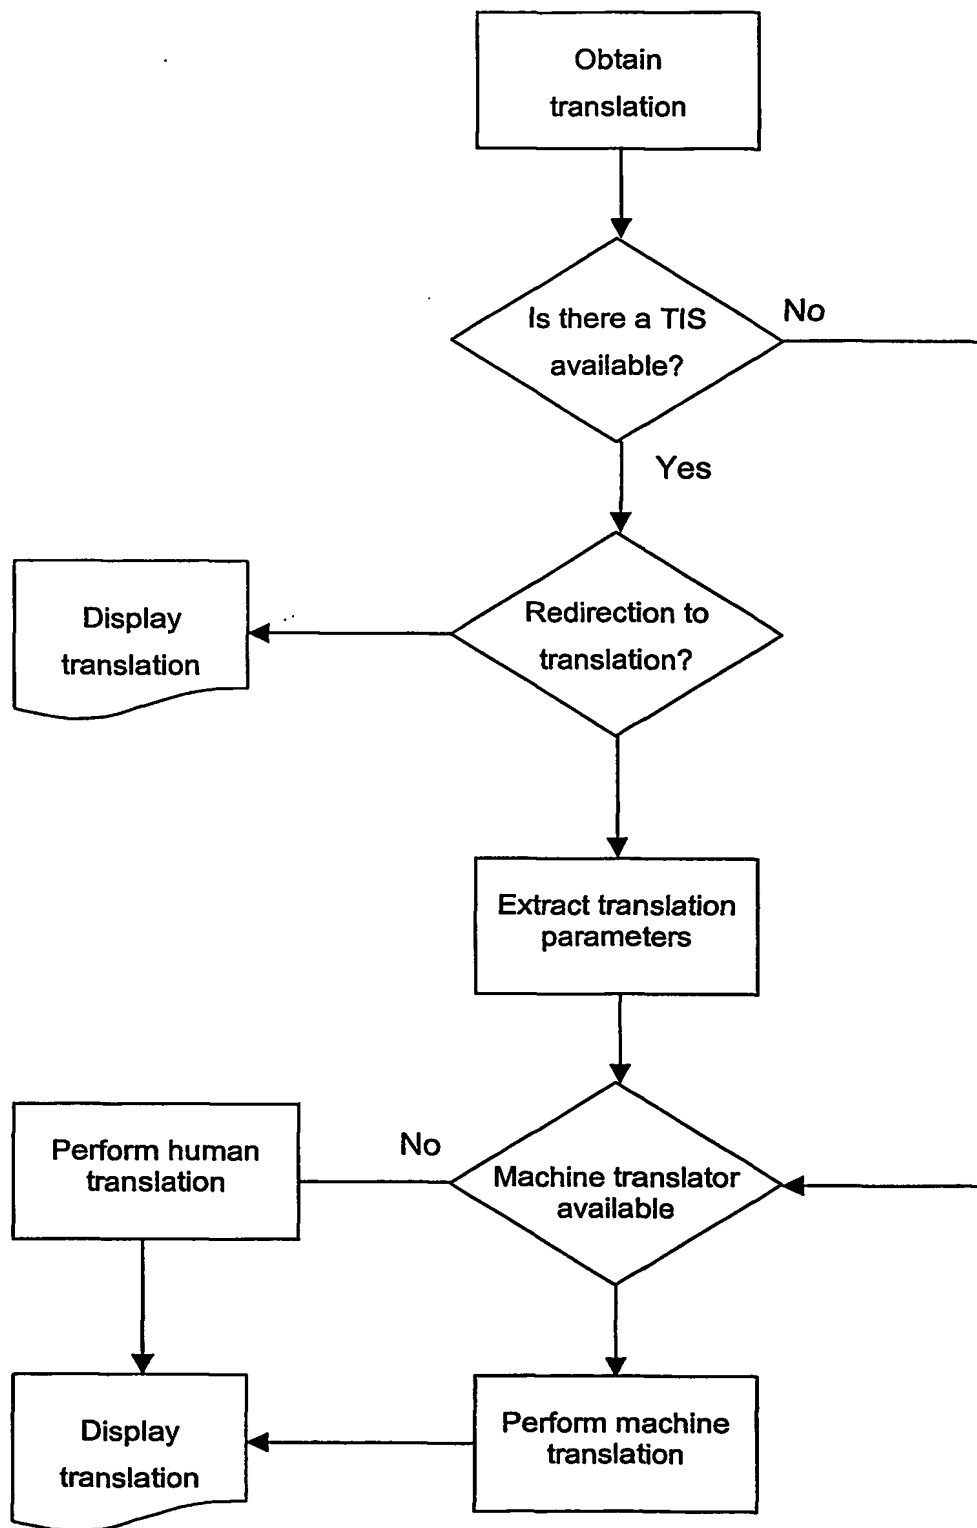 Obtain
translation
Is there a TIS
available?
No
Yes
Redirection to
translation?
Display
translation
Extract translation
parameters
Machine translator
available
No
Perform human
translation
Perform machine
translation
Display
translation